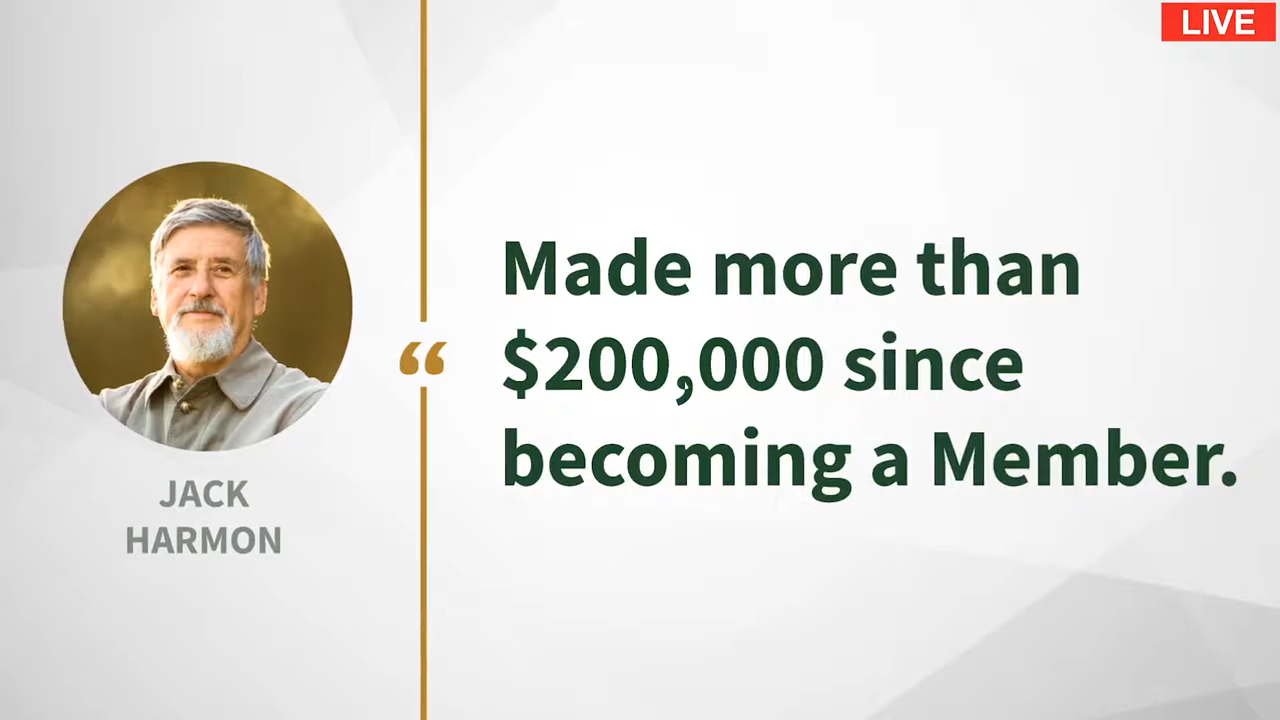 LIVE
JACK
HARMON
“
Made more than
$200,000 since
becoming a Member.